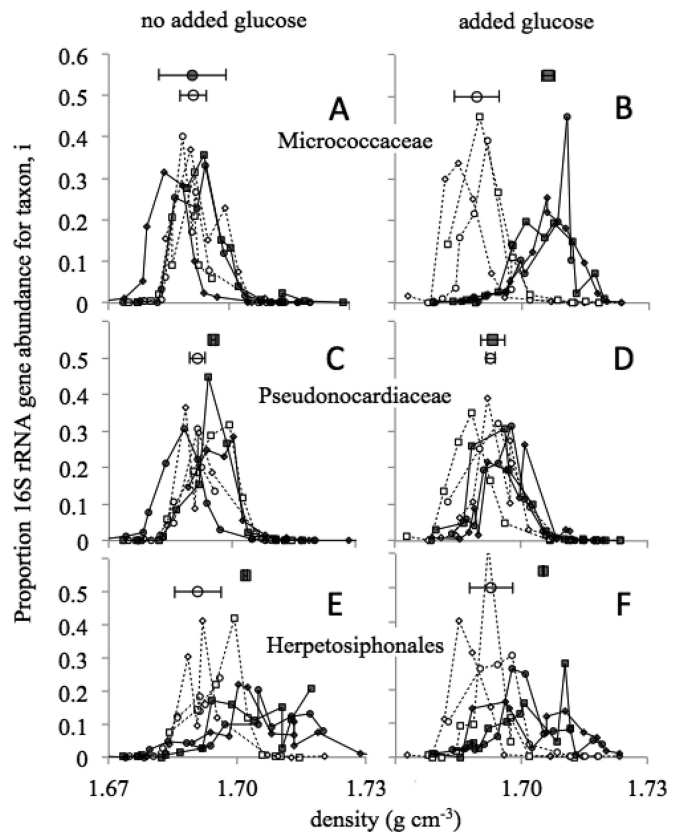 no added glucose
added glucose
Proportion 16S rRNA gene abundance for taxon, i
0.6
0.5
0.4
0.3
0.2
0.1
0
A
B
Micrococcaceae
0.5
0.4
0.3
0.2
0.1
0
C
D
Pseudonocardiaceae
0.5
0.4
0.3
0.2
0.1
0
E
F
Herpetosiphonales
1.67
1.70
1.73
1.70
1.73
density (g cm-3)